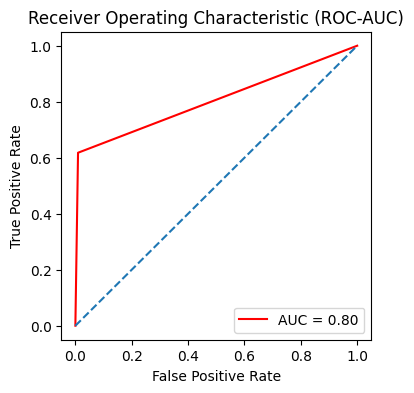 Receiver Operating Characteristic (ROC-AUC)
1.0
0.8
0.6
0.4
0.2
0.0
True Positive Rate
AUC = 0.80
0.0 0.2 0.4 0.6 0.8 1.0
False Positive Rate